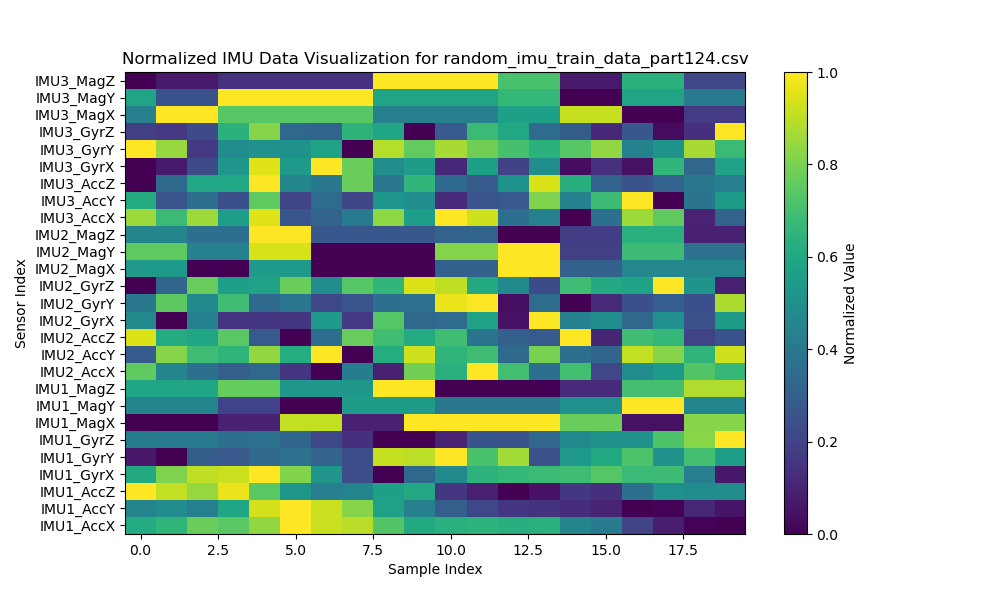 Normalized IMU Data Visualization for random_imu_train_data_part124.csv
IMU3_MagZ
IMU3_MagY
IMU3_MagX
IMU3_GyrZ
IMU3_GyrY
IMU3_GyrX
IMU3_AccZ
IMU3_AccY
IMU3_AccX
IMU2_MagZ
IMU2_MagY
IMU2_MagX
IMU2_GyrZ
IMU2_GyrY
IMU2_GyrX
IMU2_AccZ
IMU2_AccY
IMU2_AccX
IMU1_MagZ
IMU1_MagY
IMU1_MagX
IMU1_GyrZ
IMU1_GyrY
IMU1_GyrX
IMU1_AccZ
IMU1_AccY
IMU1_AccX
Sensor Index
0.0 2.5 5.0 7.5 10.0 12.5 15.0 17.5
Sample Index
1.0
0.8
0.6
0.4
0.2
0.0
Normalized Value